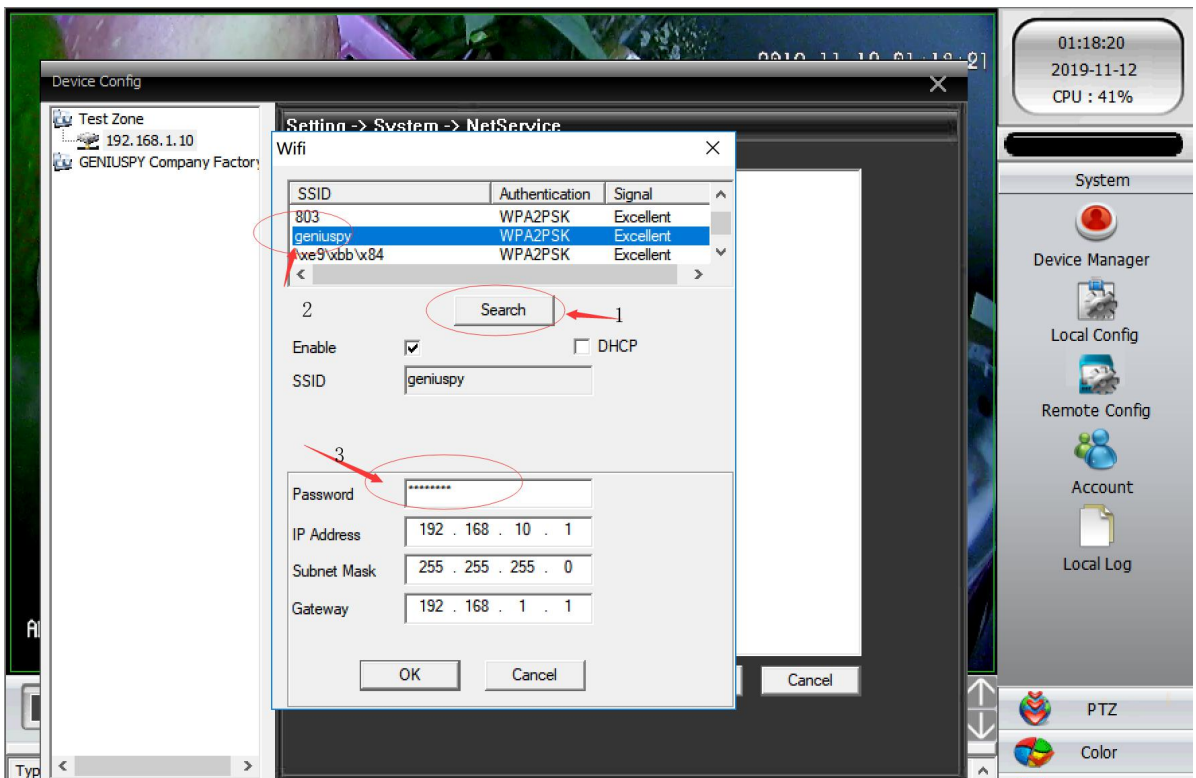 01:18:20
2019-11-12
CPU : 41%
Device Config
Test Zone
192.168.1.10
GENIUSPY Company Factory
Setting -> System -> NetService
Wifi
SSID Authentication Signal
803 WPA2PSK Excellent
geniuspy WPA2PSK Excellent
\xe9\xbb\x84 WPA2PSK Excellent
2
Search
1
Enable
DHCP
SSID geniuspy
3
Password ********
IP Address 192 . 168 . 10 . 1
Subnet Mask 255 . 255 . 255 . 0
Gateway 192 . 168 . 1 . 1
OK Cancel
Cancel
System
Device Manager
Local Config
Remote Config
Account
Local Log
PTZ
Color